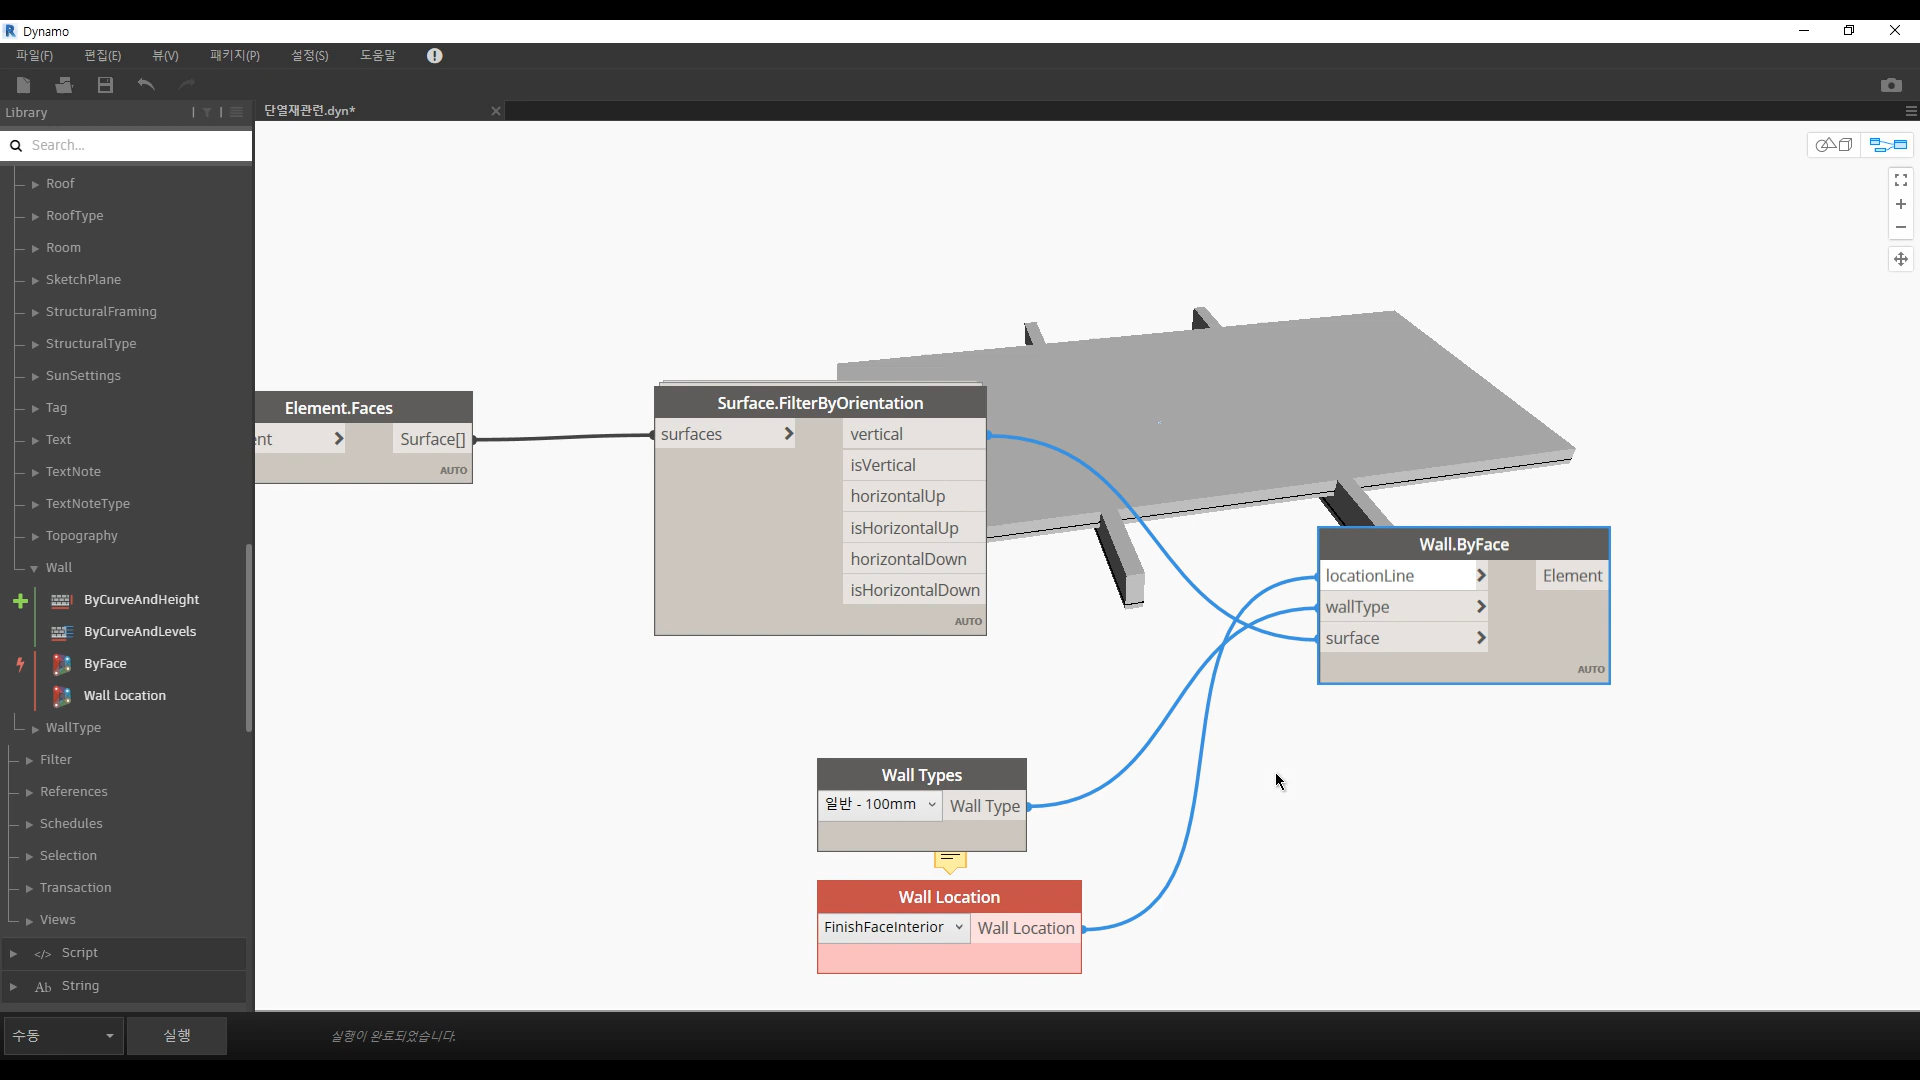 Dynamo
파일(F) 편집(E) 뷰(V) 패키지(P) 설정(S) 도움말
Library
단열재관련.dyn*
Search...
Roof
RoofType
Room
SketchPlane
StructuralFraming
StructuralType
SunSettings
Tag
Text
TextNote
TextNoteType
Topography
Wall
ByCurveAndHeight
ByCurveAndLevels
ByFace
Wall Location
WallType
Filter
References
Schedules
Selection
Transaction
Views
Script
Ab String
Element.Faces
ent > Surface[]
AUTO
Surface.FilterByOrientation
surfaces > vertical
isVertical
horizontalUp
isHorizontalUp
horizontalDown
isHorizontalDown
AUTO
Wall.ByFace
locationLine > Element
wallType >
surface >
AUTO
Wall Types
일반 - 100mm Wall Type
Wall Location
FinishFaceInterior Wall Location
수동 실행 실행이 완료되었습니다.